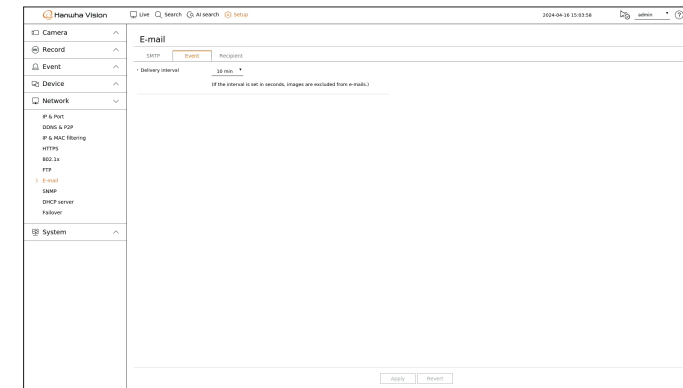 Hanwha Vision
Live Search AI search Setup
2024-04-16 15:03:58
admin
?
Camera
Record
Event
Device
Network
IP & Port
DDNS & P2P
IP & MAC filtering
HTTPS
802.1x
FTP
E-mail
SNMP
DHCP server
Failover
System
E-mail
SMTP Event Recipient
Delivery interval 10 min
(If the interval is set in seconds, images are excluded from e-mails.)
Apply Revert